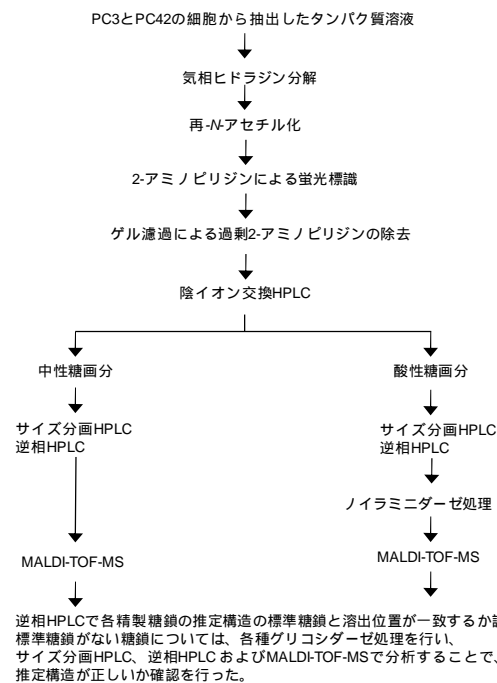 PC3とPC42の細胞から抽出したタンパク質溶液
気相ヒドラジン分解
再-N-アセチル化
2-アミノピリジンによる蛍光標識
ゲル濾過による過剰2-アミノピリジンの除去
陰イオン交換HPLC
中性糖画分
サイズ分画HPLC
逆相HPLC
MALDI-TOF-MS
酸性糖画分
サイズ分画HPLC
逆相HPLC
ノイラミニダーゼ処理
MALDI-TOF-MS
逆相HPLCで各精製糖鎖の推定構造の標準糖鎖と溶出位置が一致するか
標準糖鎖がない糖鎖については、各種グリコシダーゼ処理を行い、
サイズ分画HPLC、逆相HPLC およびMALDI-TOF-MSで分析することで、
推定構造が正しいか確認を行った。